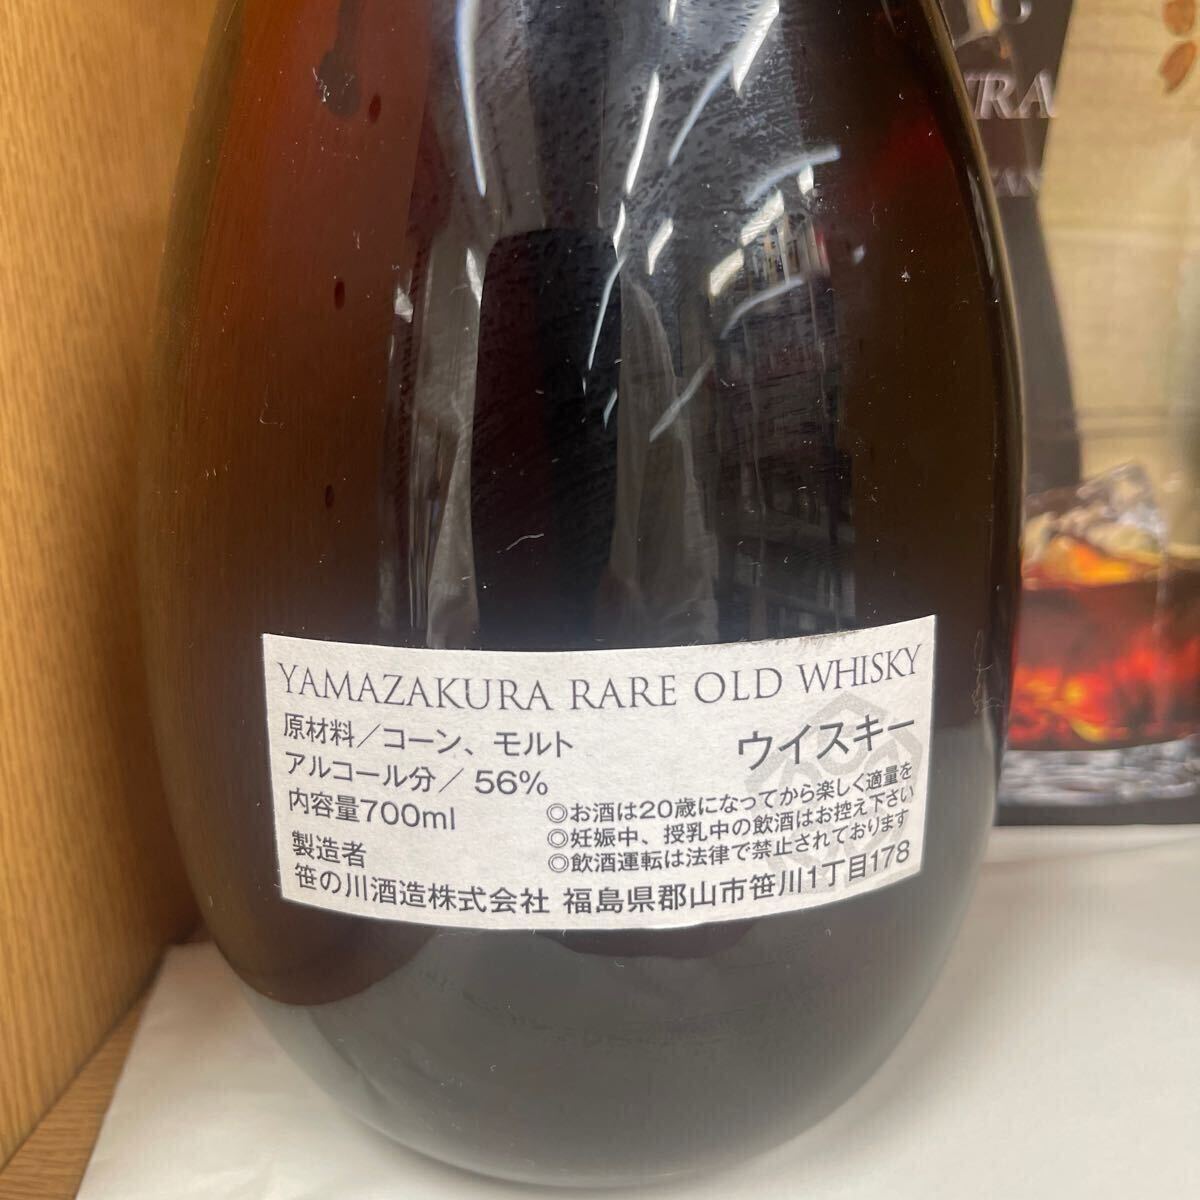 YAMAZAKURA RARE OLD WHISKY
原材料／コーン、モルト
ウイスキー
アルコール分／56%
内容量700ml
◎お酒は20歳になってから楽しく適量を
◎妊娠中、授乳中の飲酒はお控え下さい
◎飲酒運転は法律で禁止されております
製造者
笹の川酒造株式会社 福島県郡山市笹川1丁目178